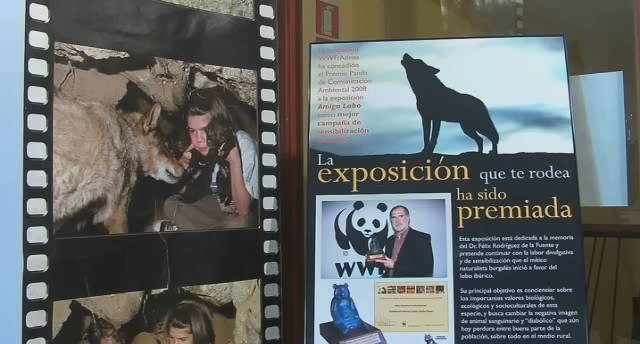 WWF/Adena
ha concedido
el Premio Panda
de Comunicación
Ambiental 2008
a la exposición
Amigo Lobo
como mejor
campaña de
sensibilización
La
exposición que te rodea
ha sido
premiada
WWF
Esta exposición está dedicada a la memoria
del Dr. Félix Rodríguez de la Fuente y
pretende continuar con la labor divulgativa
y de sensibilización que el mítico
naturalista burgalés inició a favor del
lobo ibérico.
Su principal objetivo es concienciar sobre
los importantes valores biológicos,
ecológicos y socioculturales de esta
especie, y busca cambiar la negativa imagen
de animal sanguinario y "diabólico" que aún
hoy perdura entre buena parte de la
población, sobre todo en el medio rural.